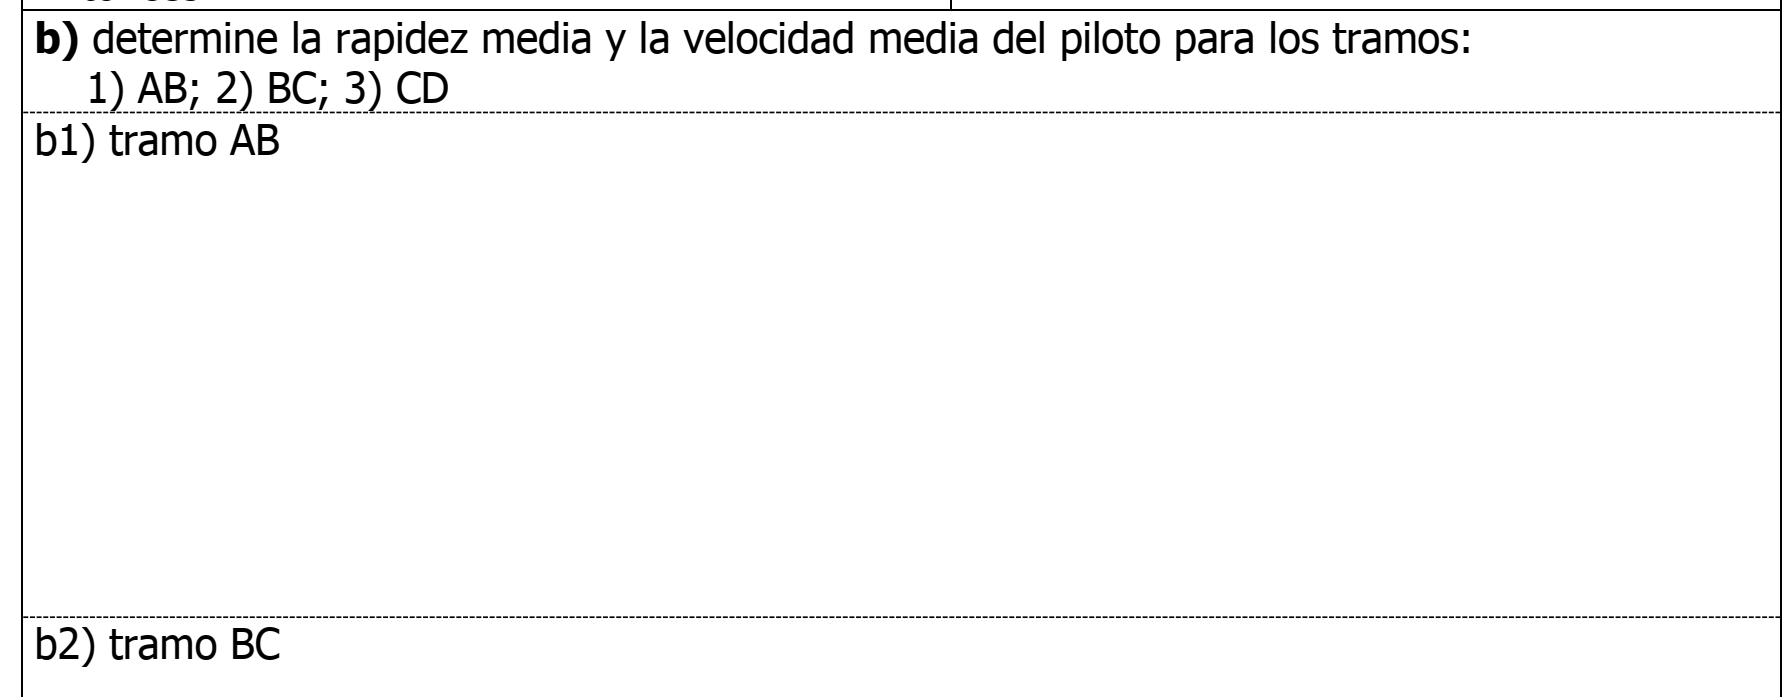 b) determine la rapidez media y la velocidad media del piloto para los tramos:
1) AB; 2) BC; 3) CD
b1) tramo AB
b2) tramo BC